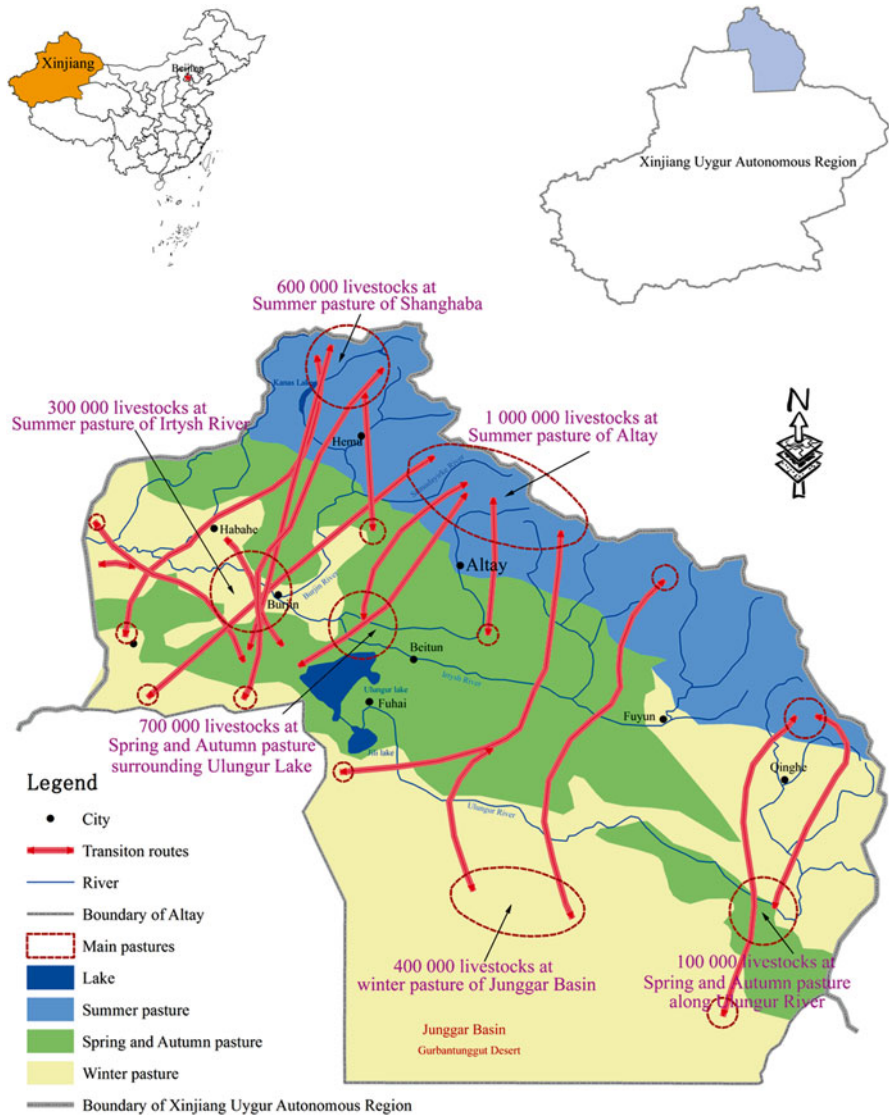 Xinjiang
Beijing
Xinjiang Uygur Autonomous Region
600 000 livestocks at
Summer pasture of Shanghaba
300 000 livestocks at
Summer pasture of Irtysh River
1 000 000 livestocks at
Summer pasture of Altay
N
Kanas Lake
Hemu
Habahe
Altay
Burjin
Burjin River
Beitun
Irtysh River
Ulungur lake
Fuhai
Fuyun
700 000 livestocks at
Spring and Autumn pasture
surrounding Ulungur Lake
Jili lake
Qinghe
Ulungur River
400 000 livestocks at
winter pasture of Junggar Basin
100 000 livestocks at
Spring and Autumn pasture
along Ulungur River
Junggar Basin
Gurbantunggut Desert
Legend
City
Transiton routes
River
Boundary of Altay
Main pastures
Lake
Summer pasture
Spring and Autumn pasture
Winter pasture
Boundary of Xinjiang Uygur Autonomous Region